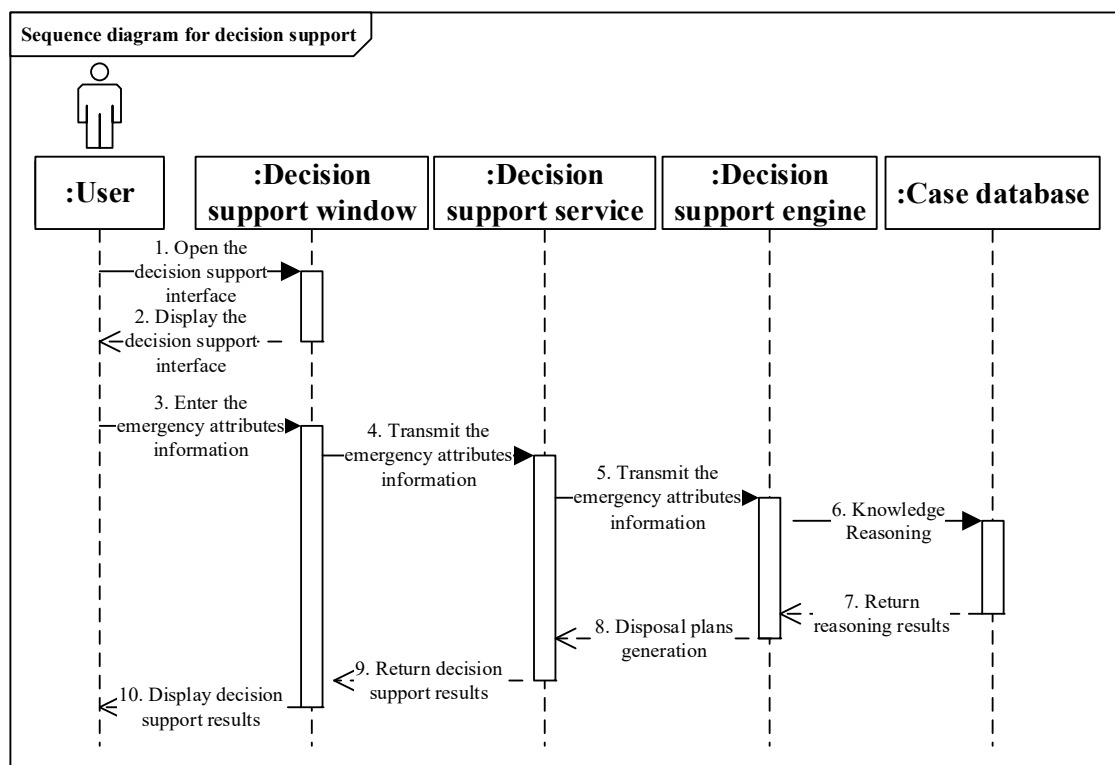 Sequence diagram for decision support
:User
:Decision
support window
:Decision
support service
:Decision
support engine
:Case database
1. Open the
decision support
interface
2. Display the
decision support
interface
3. Enter the
emergency attributes
information
4. Transmit the
emergency attributes
information
5. Transmit the
emergency attributes
information
6. Knowledge
Reasoning
7. Return
reasoning results
8. Disposal plans
generation
9. Return decision
support results
10. Display decision
support results